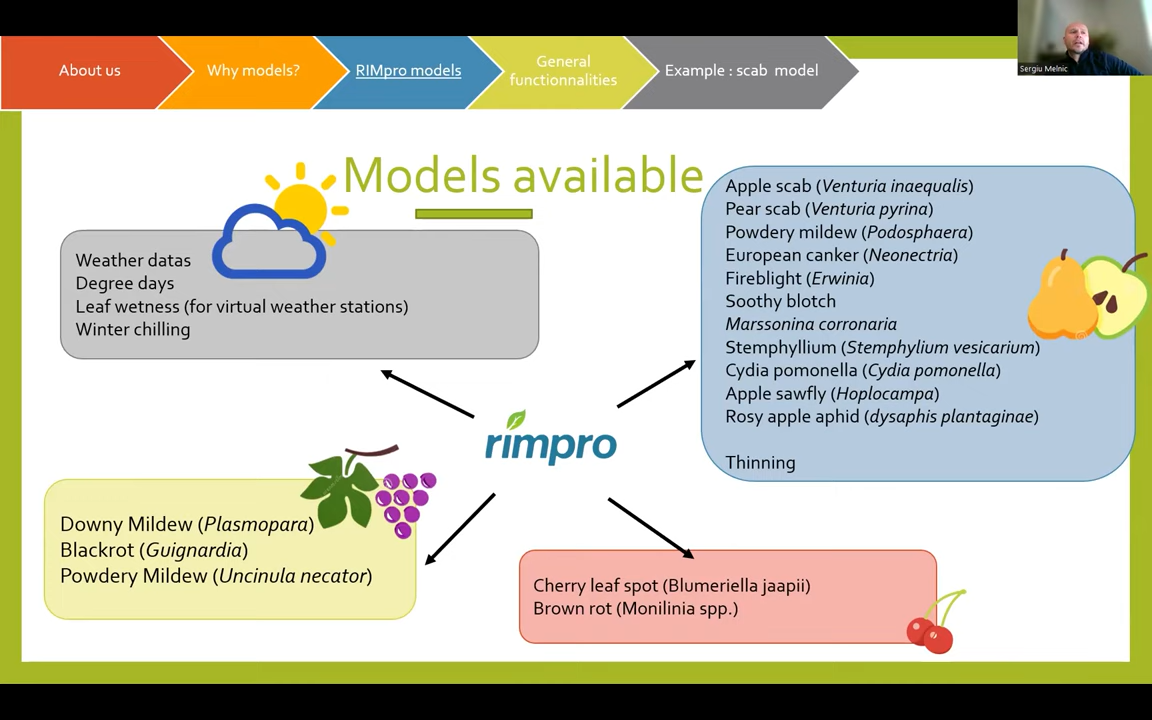 About us
Why models?
RIMpro models
General
functionnalities
Example : scab model
Sergiu Melnic
Models available
Weather datas
Degree days
Leaf wetness (for virtual weather stations)
Winter chilling
Apple scab (Venturia inaequalis)
Pear scab (Venturia pyrina)
Powdery mildew (Podosphaera)
European canker (Neonectria)
Fireblight (Erwinia)
Soothy blotch
Marssonina corronaria
Stemphyllium (Stemphylium vesicarium)
Cydia pomonella (Cydia pomonella)
Apple sawfly (Hoplocampa)
Rosy apple aphid (dysaphis plantaginae)
Thinning
rimpro
Downy Mildew (Plasmopara)
Blackrot (Guignardia)
Powdery Mildew (Uncinula necator)
Cherry leaf spot (Blumeriella jaapii)
Brown rot (Monilinia spp.)